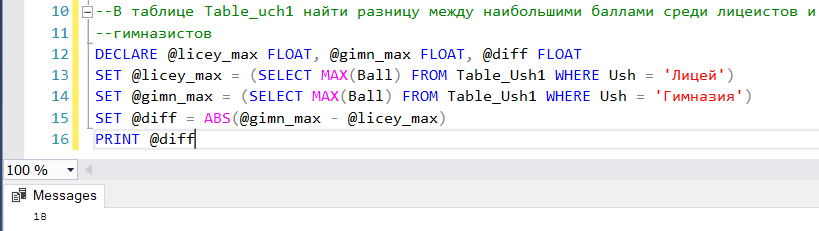 10 --В таблице Table_uch1 найти разницу между наибольшими баллами среди лицеистов и
11 --гимназистов
12 DECLARE @licey_max FLOAT, @gimn_max FLOAT, @diff FLOAT
13 SET @licey_max = (SELECT MAX(Ball) FROM Table_Ush1 WHERE Ush = 'Лицей')
14 SET @gimn_max = (SELECT MAX(Ball) FROM Table_Ush1 WHERE Ush = 'Гимназия')
15 SET @diff = ABS(@gimn_max - @licey_max)
16 PRINT @diff
100 %
Messages
18